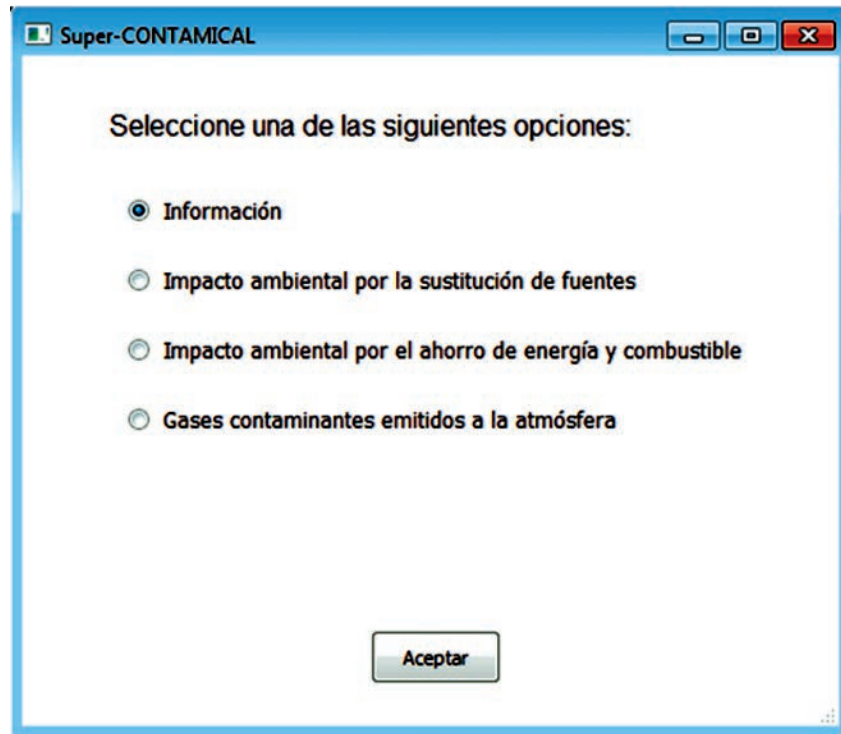 Super-CONTAMICAL
Seleccione una de las siguientes opciones:
Información
Impacto ambiental por la sustitución de fuentes
Impacto ambiental por el ahorro de energía y combustible
Gases contaminantes emitidos a la atmósfera
Aceptar